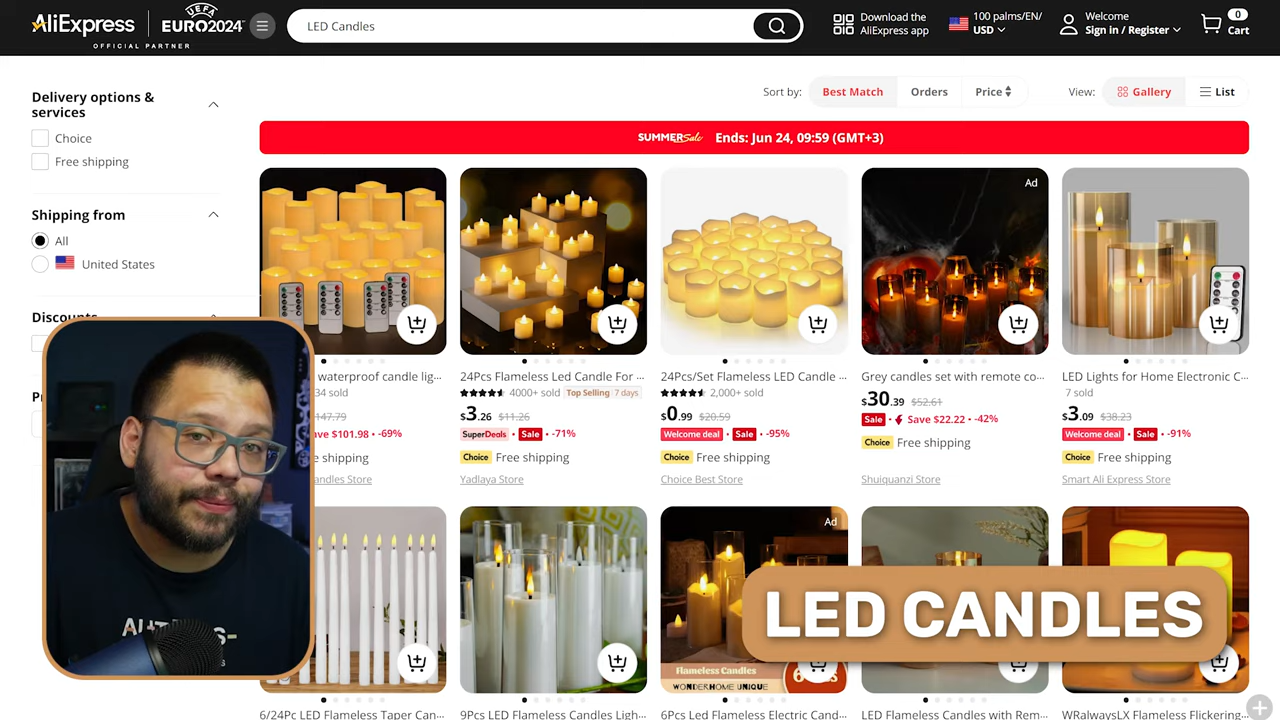 AliExpress
OFFICIAL PARTNER
UEFA
EURO2024
LED Candles
Download the
AliExpress app
100 palms/EN/
USD
Welcome
Sign in / Register
0
Cart
Delivery options &
services
Choice
Free shipping
Shipping from
All
United States
Discounts
Sort by:
Best Match
Orders
Price
View:
Gallery
List
SUMMER Sale
Ends: Jun 24, 09:59 (GMT+3)
waterproof candle lig...
34 sold
147.79
ave $101.98 • -69%
e shipping
andles Store
24Pcs Flameless Led Candle For ...
4000+ sold
Top Selling
7 days
$3.26
$11.26
SuperDeals • Sale • -71%
Choice
Free shipping
Yadlaya Store
24Pcs/Set Flameless LED Candle ...
2,000+ sold
$0.99
$20.59
Welcome deal • Sale • -95%
Choice
Free shipping
Choice Best Store
Ad
Grey candles set with remote co...
$30.39
$52.61
Sale • Save $22.22 • -42%
Choice
Free shipping
Shuiquanzi Store
LED Lights for Home Electronic C...
7 sold
$3.09
$38.23
Welcome deal • Sale • -91%
Choice
Free shipping
Smart Ali Express Store
Ad
LED CANDLES
Flameless Candles
WONDERHOME UNIQUE
6/24Pc LED Flameless Taper Can...
9Pcs LED Flameless Candles Ligh...
6Pcs Led Flameless Electric Cand...
LED Flameless Candles with Rem...
WRalwaysLX Flameless Flickering...